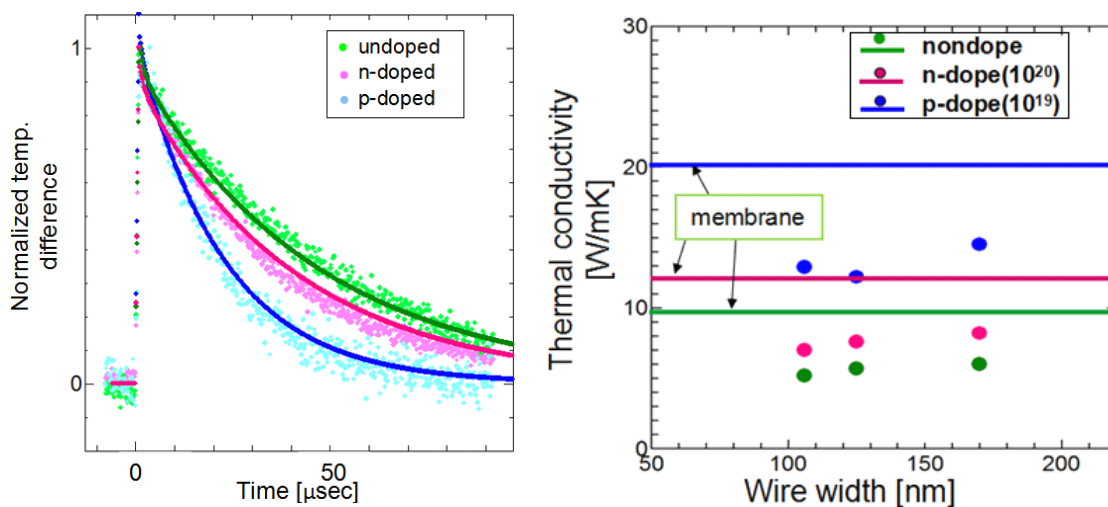 undoped
n-doped
p-doped
1
0
Normalized temp.
difference
0
50
Time [μsec]
nondope
n-dope(10²⁰)
p-dope(10¹⁹)
membrane
30
20
10
0
Thermal conductivity
[W/mK]
50
100
150
200
Wire width [nm]